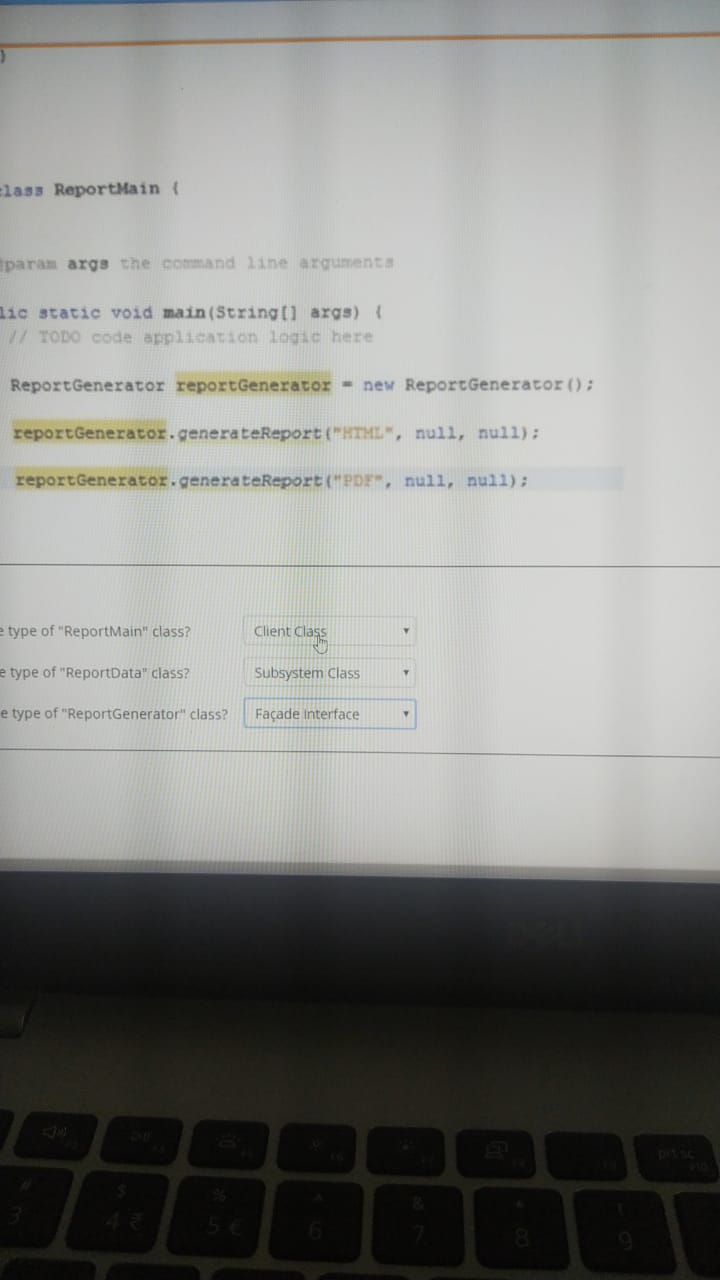 }
class ReportMain {
@param args the command line arguments
lic static void main(String[] args) {
// TODO code application logic here
ReportGenerator reportGenerator = new ReportGenerator();
reportGenerator.generateReport("HTML", null, null);
reportGenerator.generateReport("PDF", null, null);
e type of "ReportMain" class? Client Class
e type of "ReportData" class? Subsystem Class
e type of "ReportGenerator" class? Façade Interface
DELL
prt sc
F10
# $ % ^ & * (
3 4 ₹ 5 € 6 7 8 9